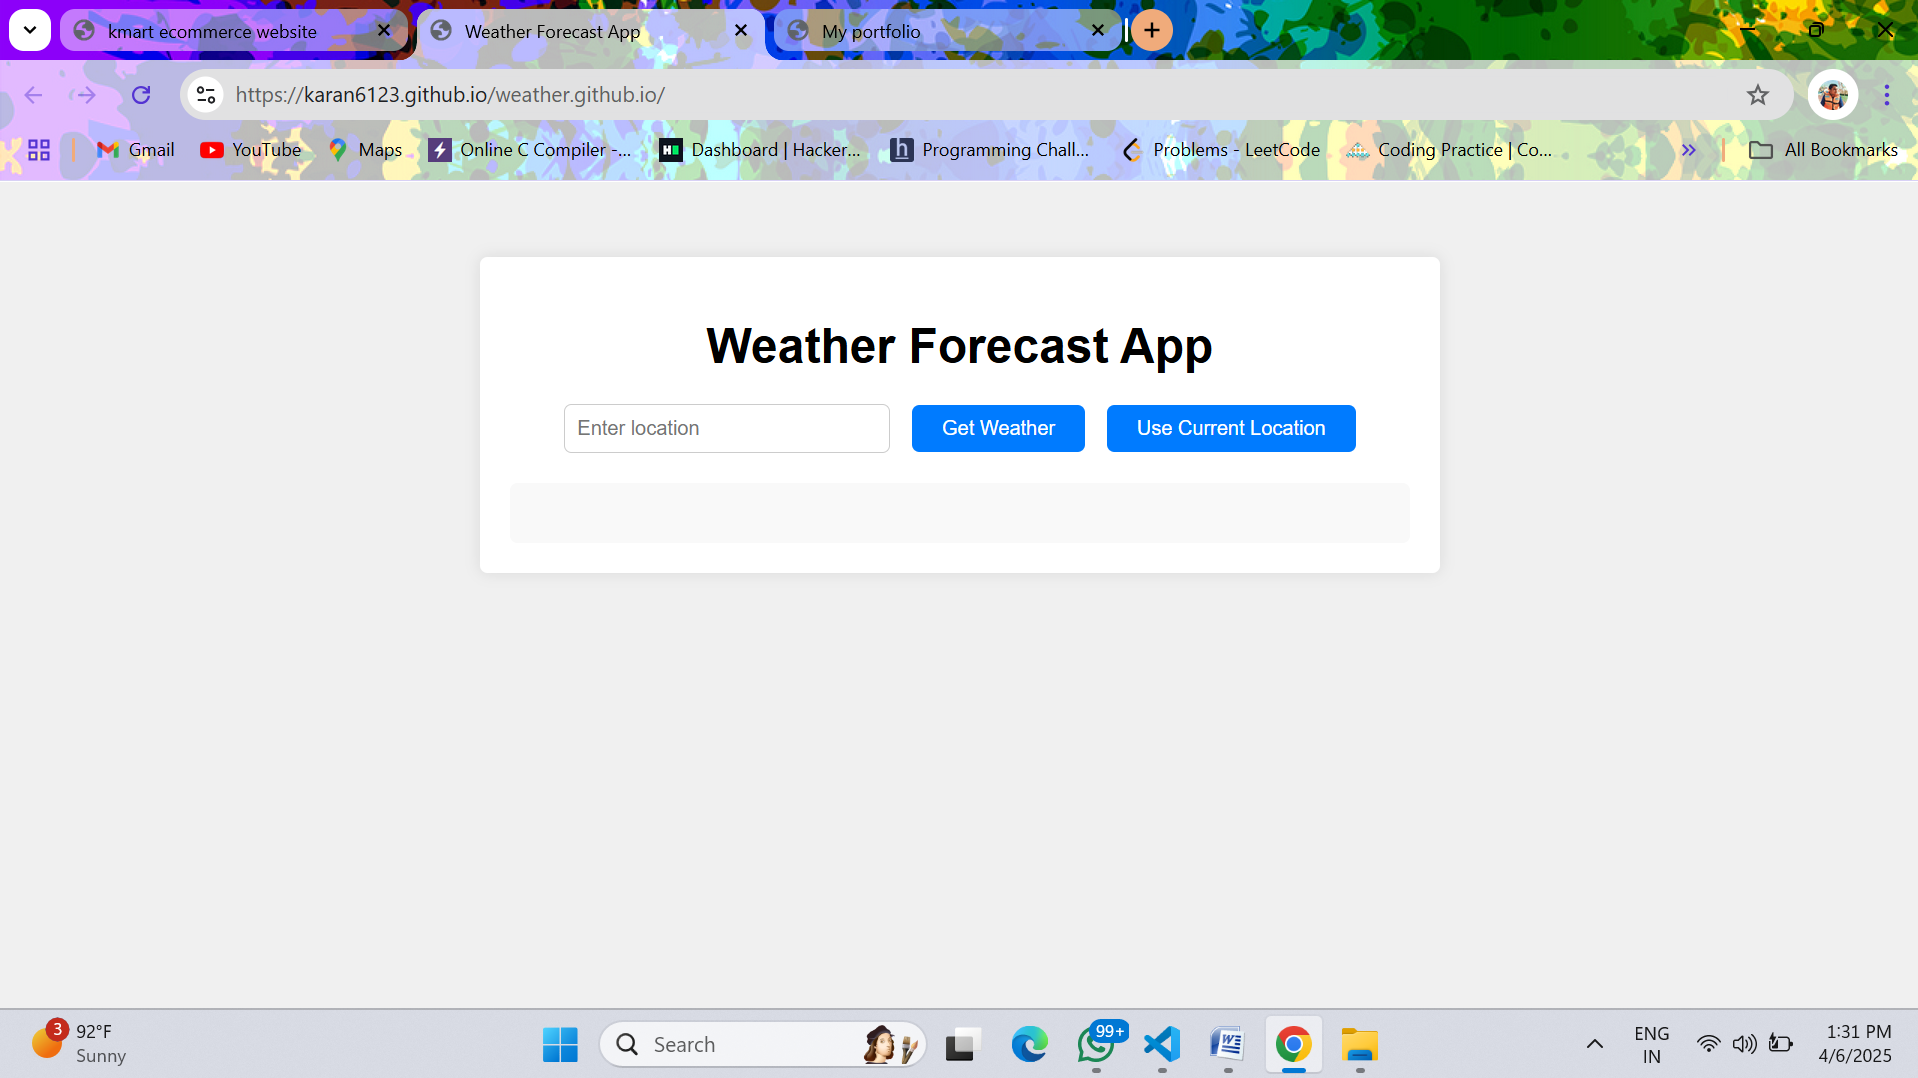 kmart ecommerce website
Weather Forecast App
My portfolio
https://karan6123.github.io/weather.github.io/
Gmail
YouTube
Maps
Online C Compiler -...
Dashboard | Hacker...
Programming Chall...
Problems - LeetCode
Coding Practice | Co...
All Bookmarks
Weather Forecast App
Enter location
Get Weather
Use Current Location
3
92°F
Sunny
Search
99+
ENG
IN
1:31 PM
4/6/2025